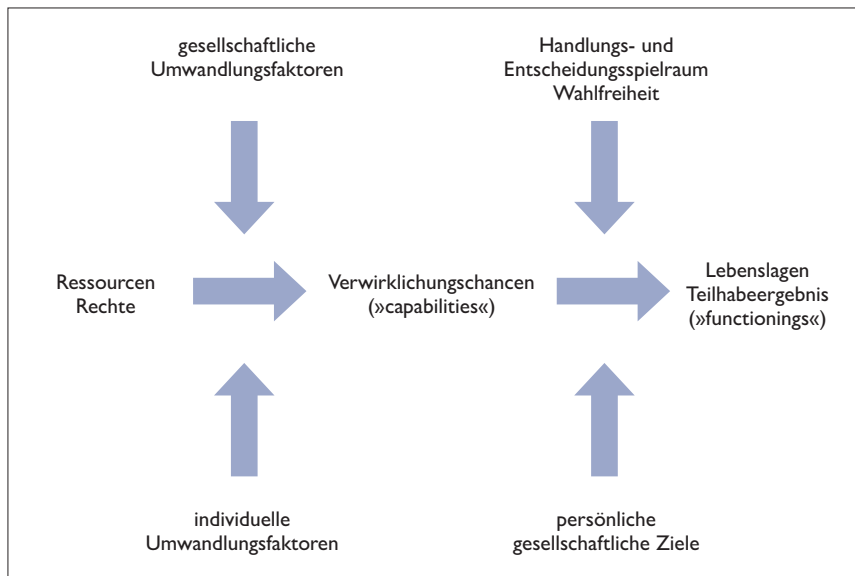 gesellschaftliche
Umwandlungsfaktoren
Handlungs- und
Entscheidungsspielraum
Wahlfreiheit
Ressourcen
Rechte
Verwirklichungschancen
(»capabilities«)
Lebenslagen
Teilhabeergebnis
(»functionings«)
individuelle
Umwandlungsfaktoren
persönliche
gesellschaftliche Ziele